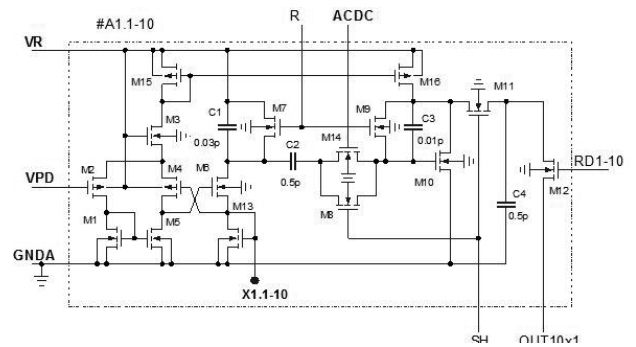 #A1.1-10
R
ACDC
VR
M15
M16
M11
C1
M7
M9
C3
M3
0.03p
C2
M14
0.01p
M2
M4
M6
RD1-10
VPD
0.5p
M10
M12
M8
C4
M1
M5
M13
0.5p
GNDA
X1.1-10
SH
OUT10x1